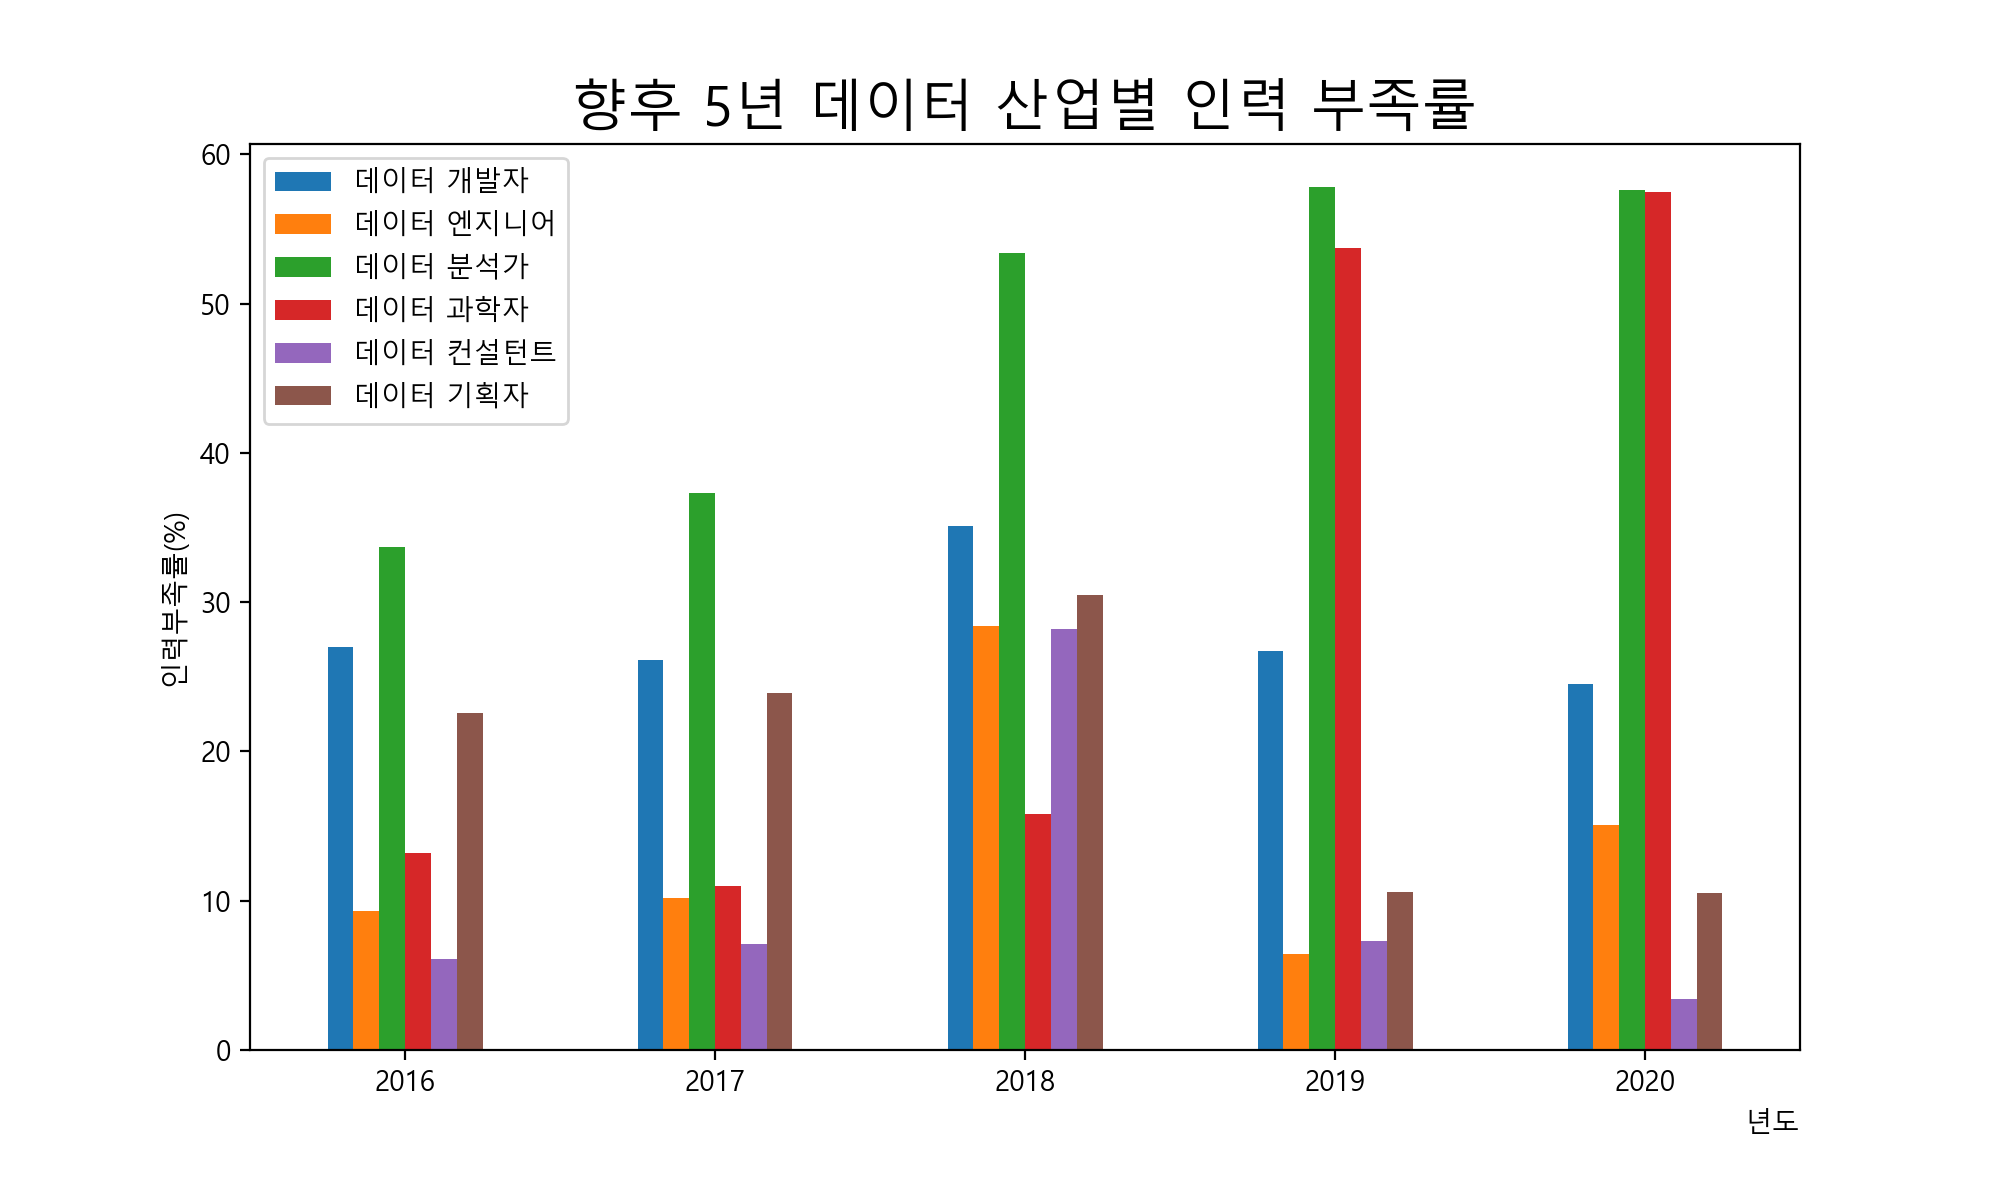 향후 5년 데이터 산업별 인력 부족률
데이터 개발자
데이터 엔지니어
데이터 분석가
데이터 과학자
데이터 컨설턴트
데이터 기획자
인력부족률(%)
60
50
40
30
20
10
0
2016 2017 2018 2019 2020
년도